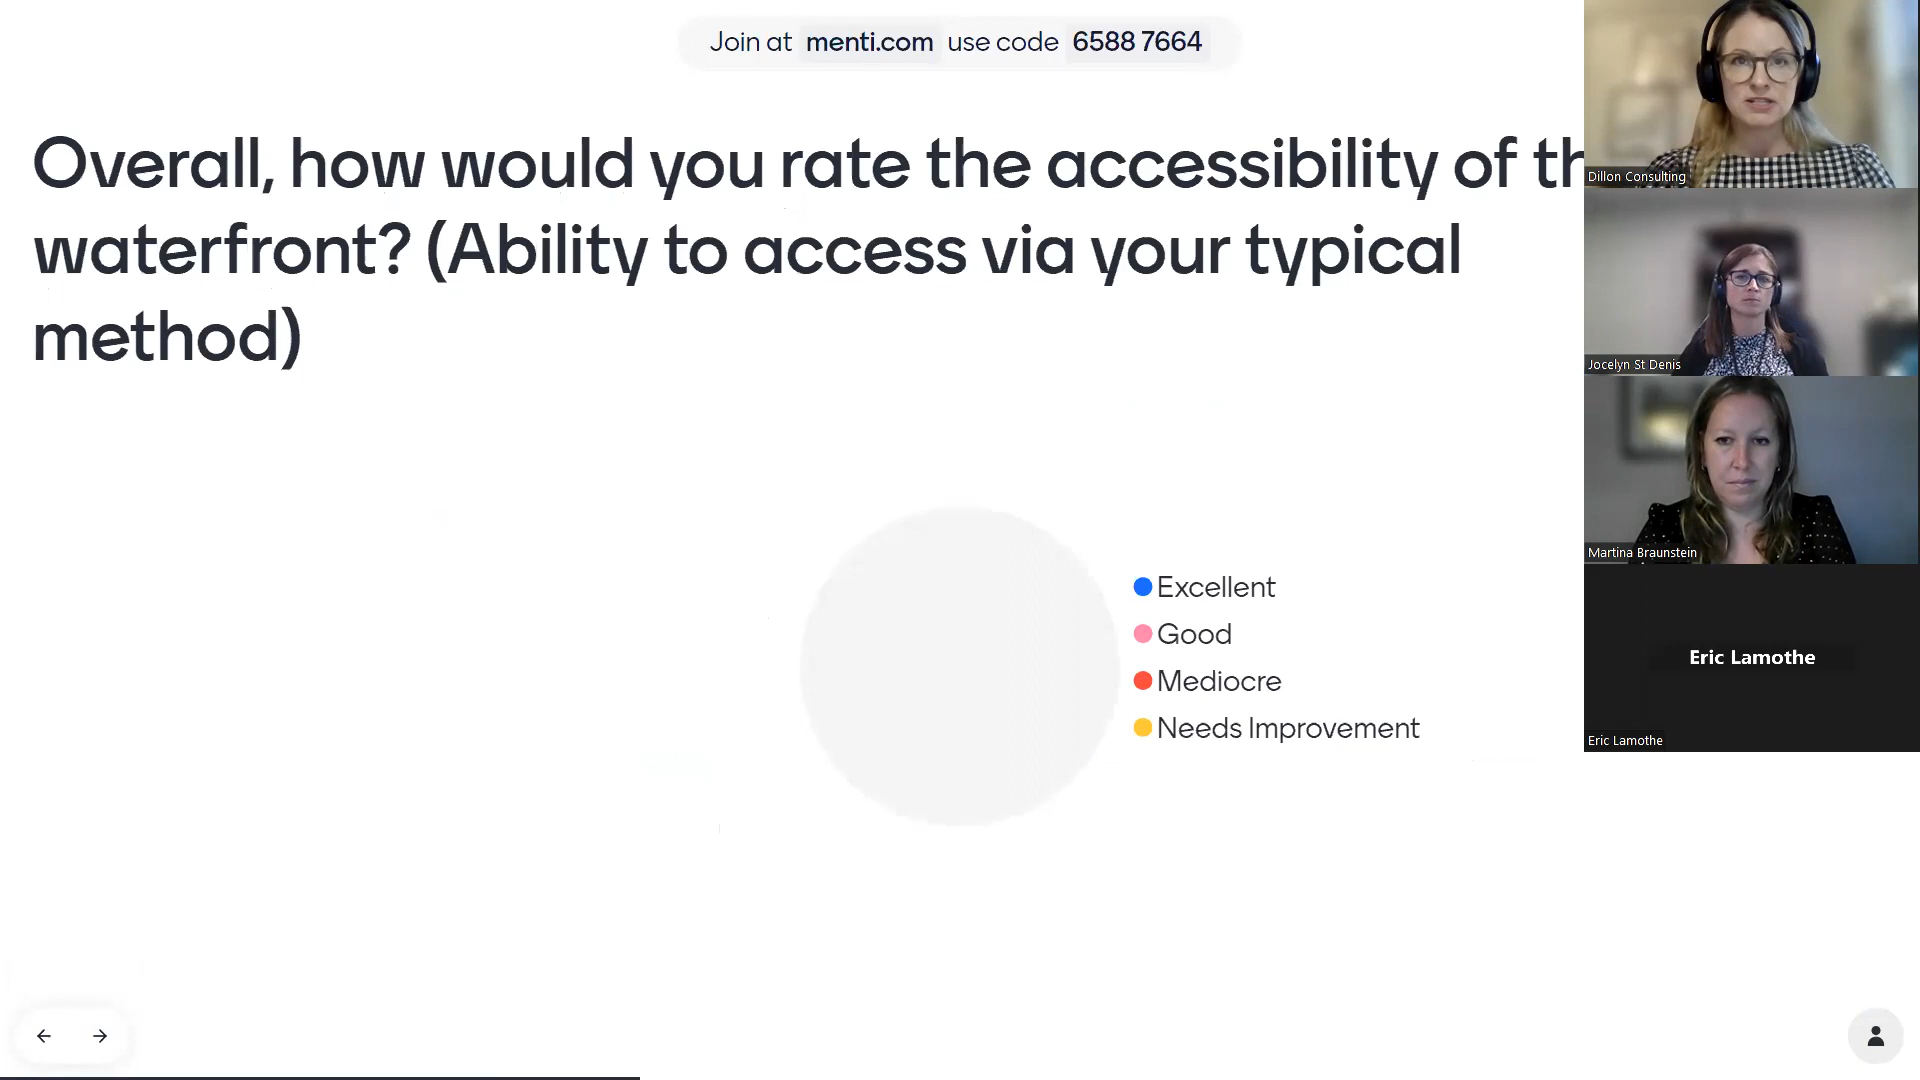 Join at menti.com use code 6588 7664
Overall, how would you rate the accessibility of th
waterfront? (Ability to access via your typical
method)
Excellent
Good
Mediocre
Needs Improvement
Dillon Consulting
Jocelyn St Denis
Martina Braunstein
Eric Lamothe
Eric Lamothe